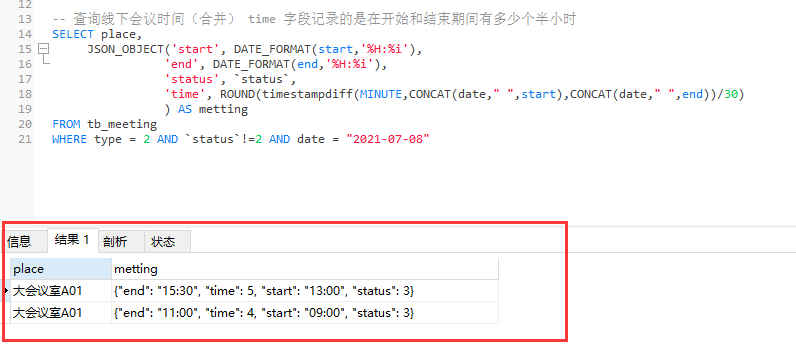 12
13 -- 查询线下会议时间（合并） time 字段记录的是在开始和结束期间有多少个半小时
14 SELECT place,
15 JSON_OBJECT('start', DATE_FORMAT(start,'%H:%i'),
16 'end', DATE_FORMAT(end,'%H:%i'),
17 'status', `status`,
18 'time', ROUND(timestampdiff(MINUTE,CONCAT(date," ",start),CONCAT(date," ",end))/30)
19 ) AS metting
20 FROM tb_meeting
21 WHERE type = 2 AND `status`!=2 AND date = "2021-07-08"
信息 结果 1 剖析 状态
place metting
大会议室A01 {"end": "15:30", "time": 5, "start": "13:00", "status": 3}
大会议室A01 {"end": "11:00", "time": 4, "start": "09:00", "status": 3}